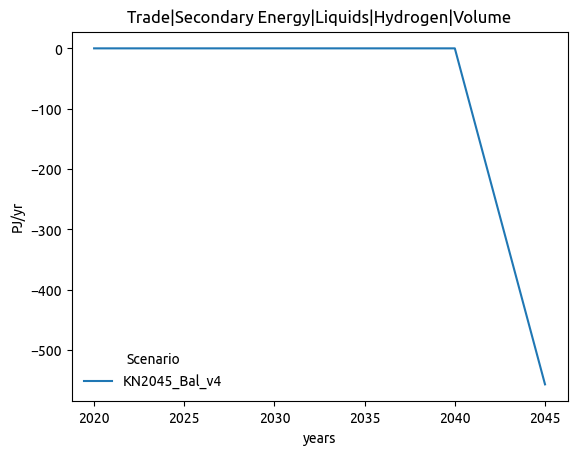 Trade|Secondary Energy|Liquids|Hydrogen|Volume
0
−100
−200
−300
−400
−500
PJ/yr
Scenario
KN2045_Bal_v4
2020 2025 2030 2035 2040 2045
years